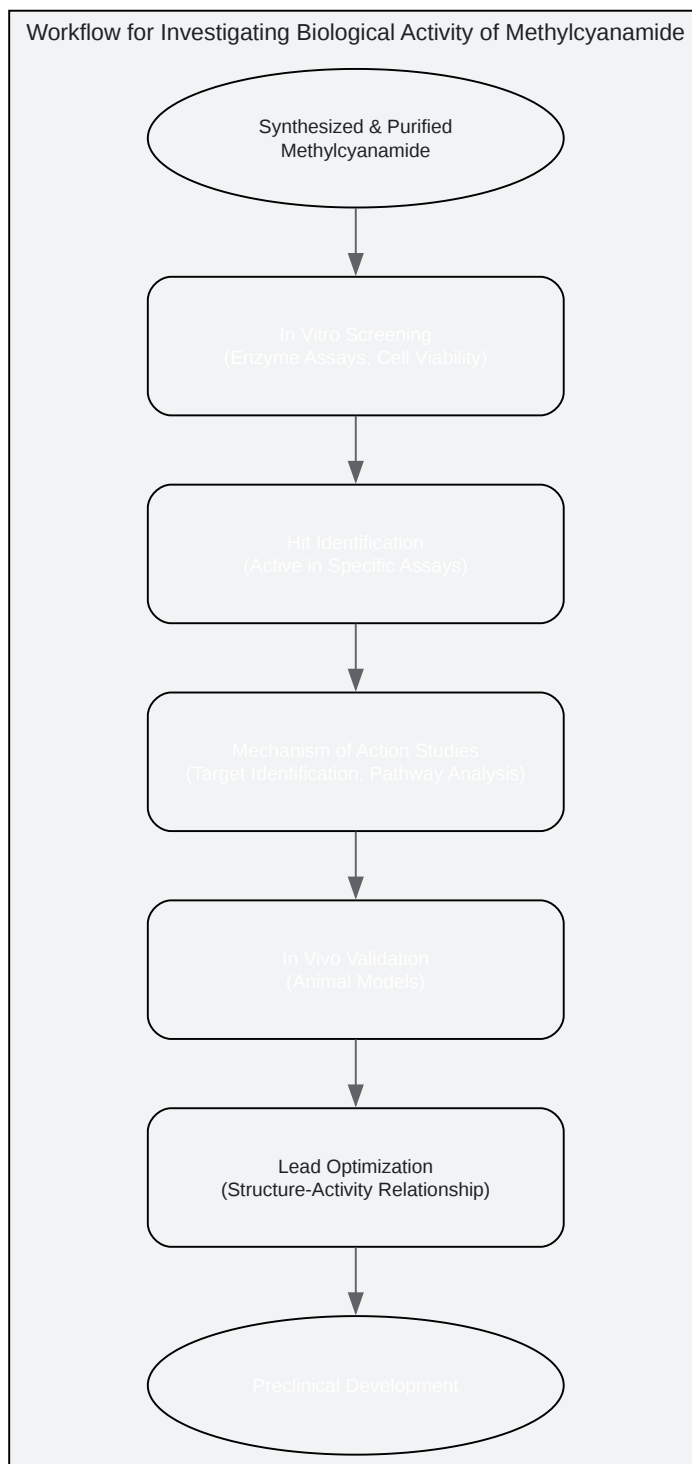 Workflow for Investigating Biological Activity of Methylcyanamide
Synthesized & Purified
Methylcyanamide
In Vitro Screening
(Enzyme Assays, Cell Viability)
Hit Identification
(Active in Specific Assays)
Mechanism of Action Studies
(Target Identification, Pathway Analysis)
In Vivo Validation
(Animal Models)
Lead Optimization
(Structure-Activity Relationship)
Preclinical Development